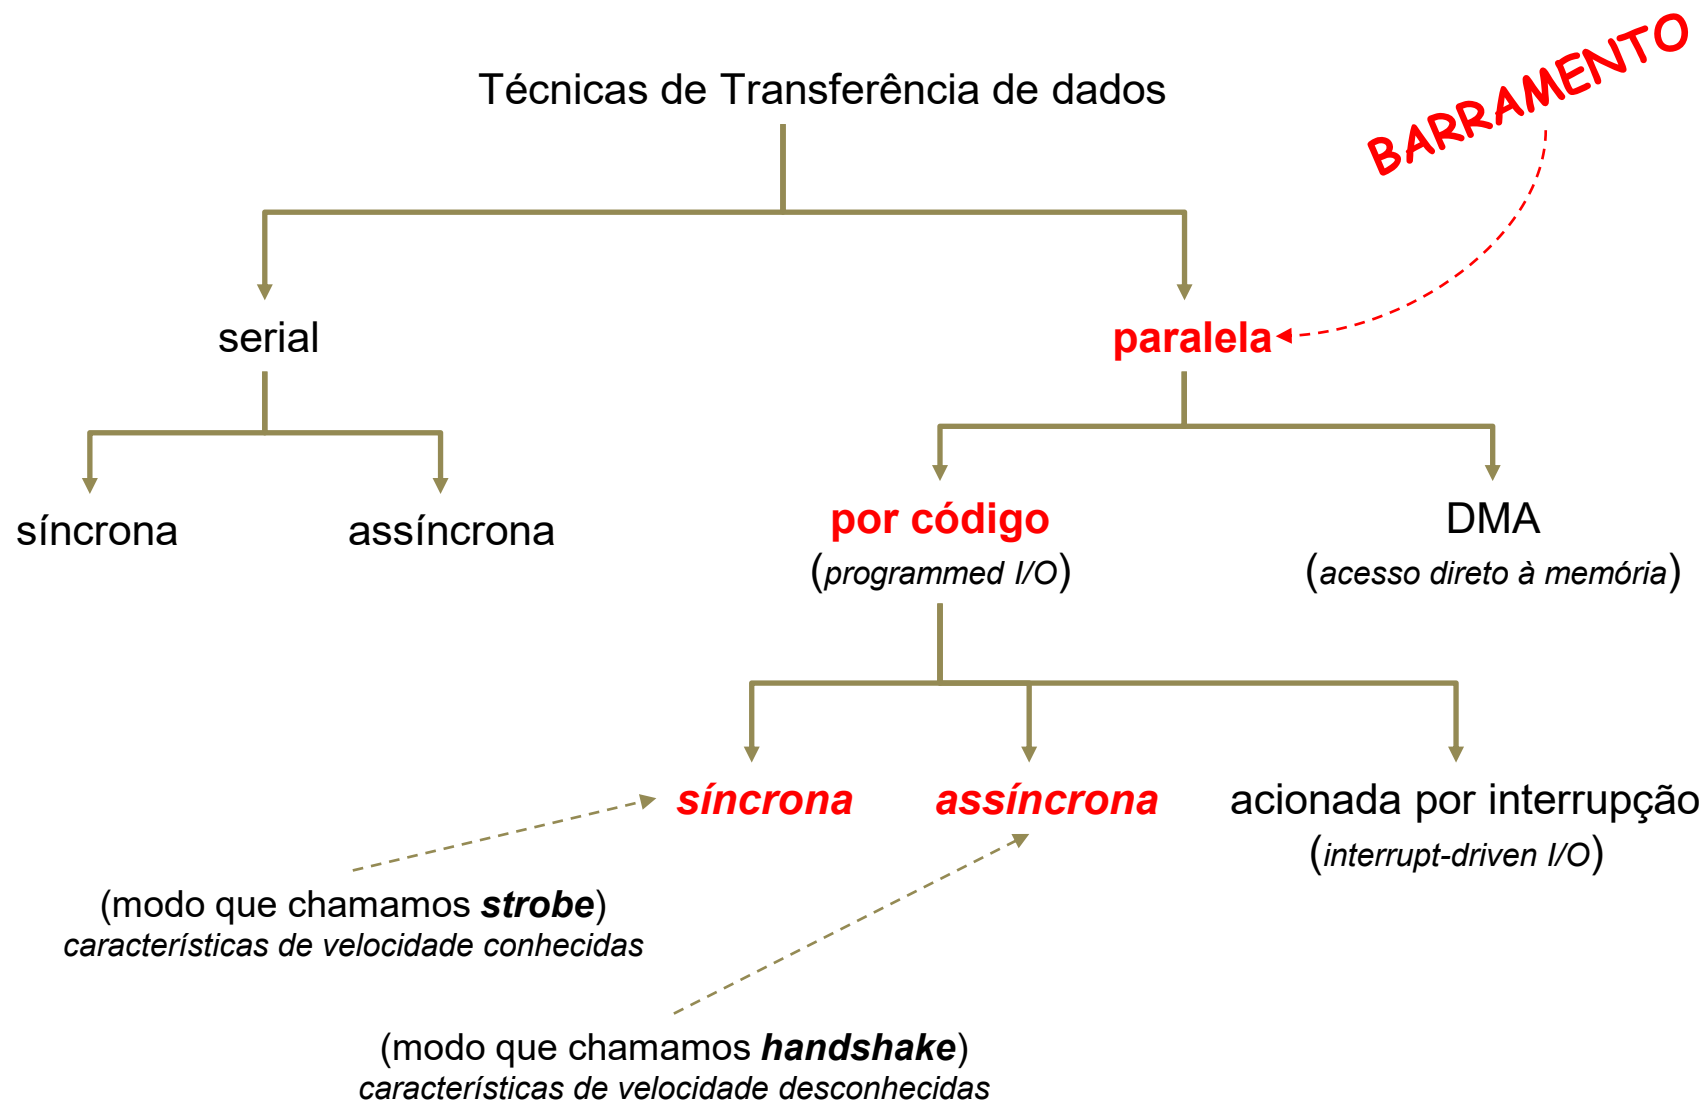 BARRAMENTO
Técnicas de Transferência de dados
serial
paralela
síncrona
assíncrona
por código
(programmed I/O)
DMA
(acesso direto à memória)
síncrona
assíncrona
acionada por interrupção
(interrupt-driven I/O)
(modo que chamamos strobe)
características de velocidade conhecidas
(modo que chamamos handshake)
características de velocidade desconhecidas